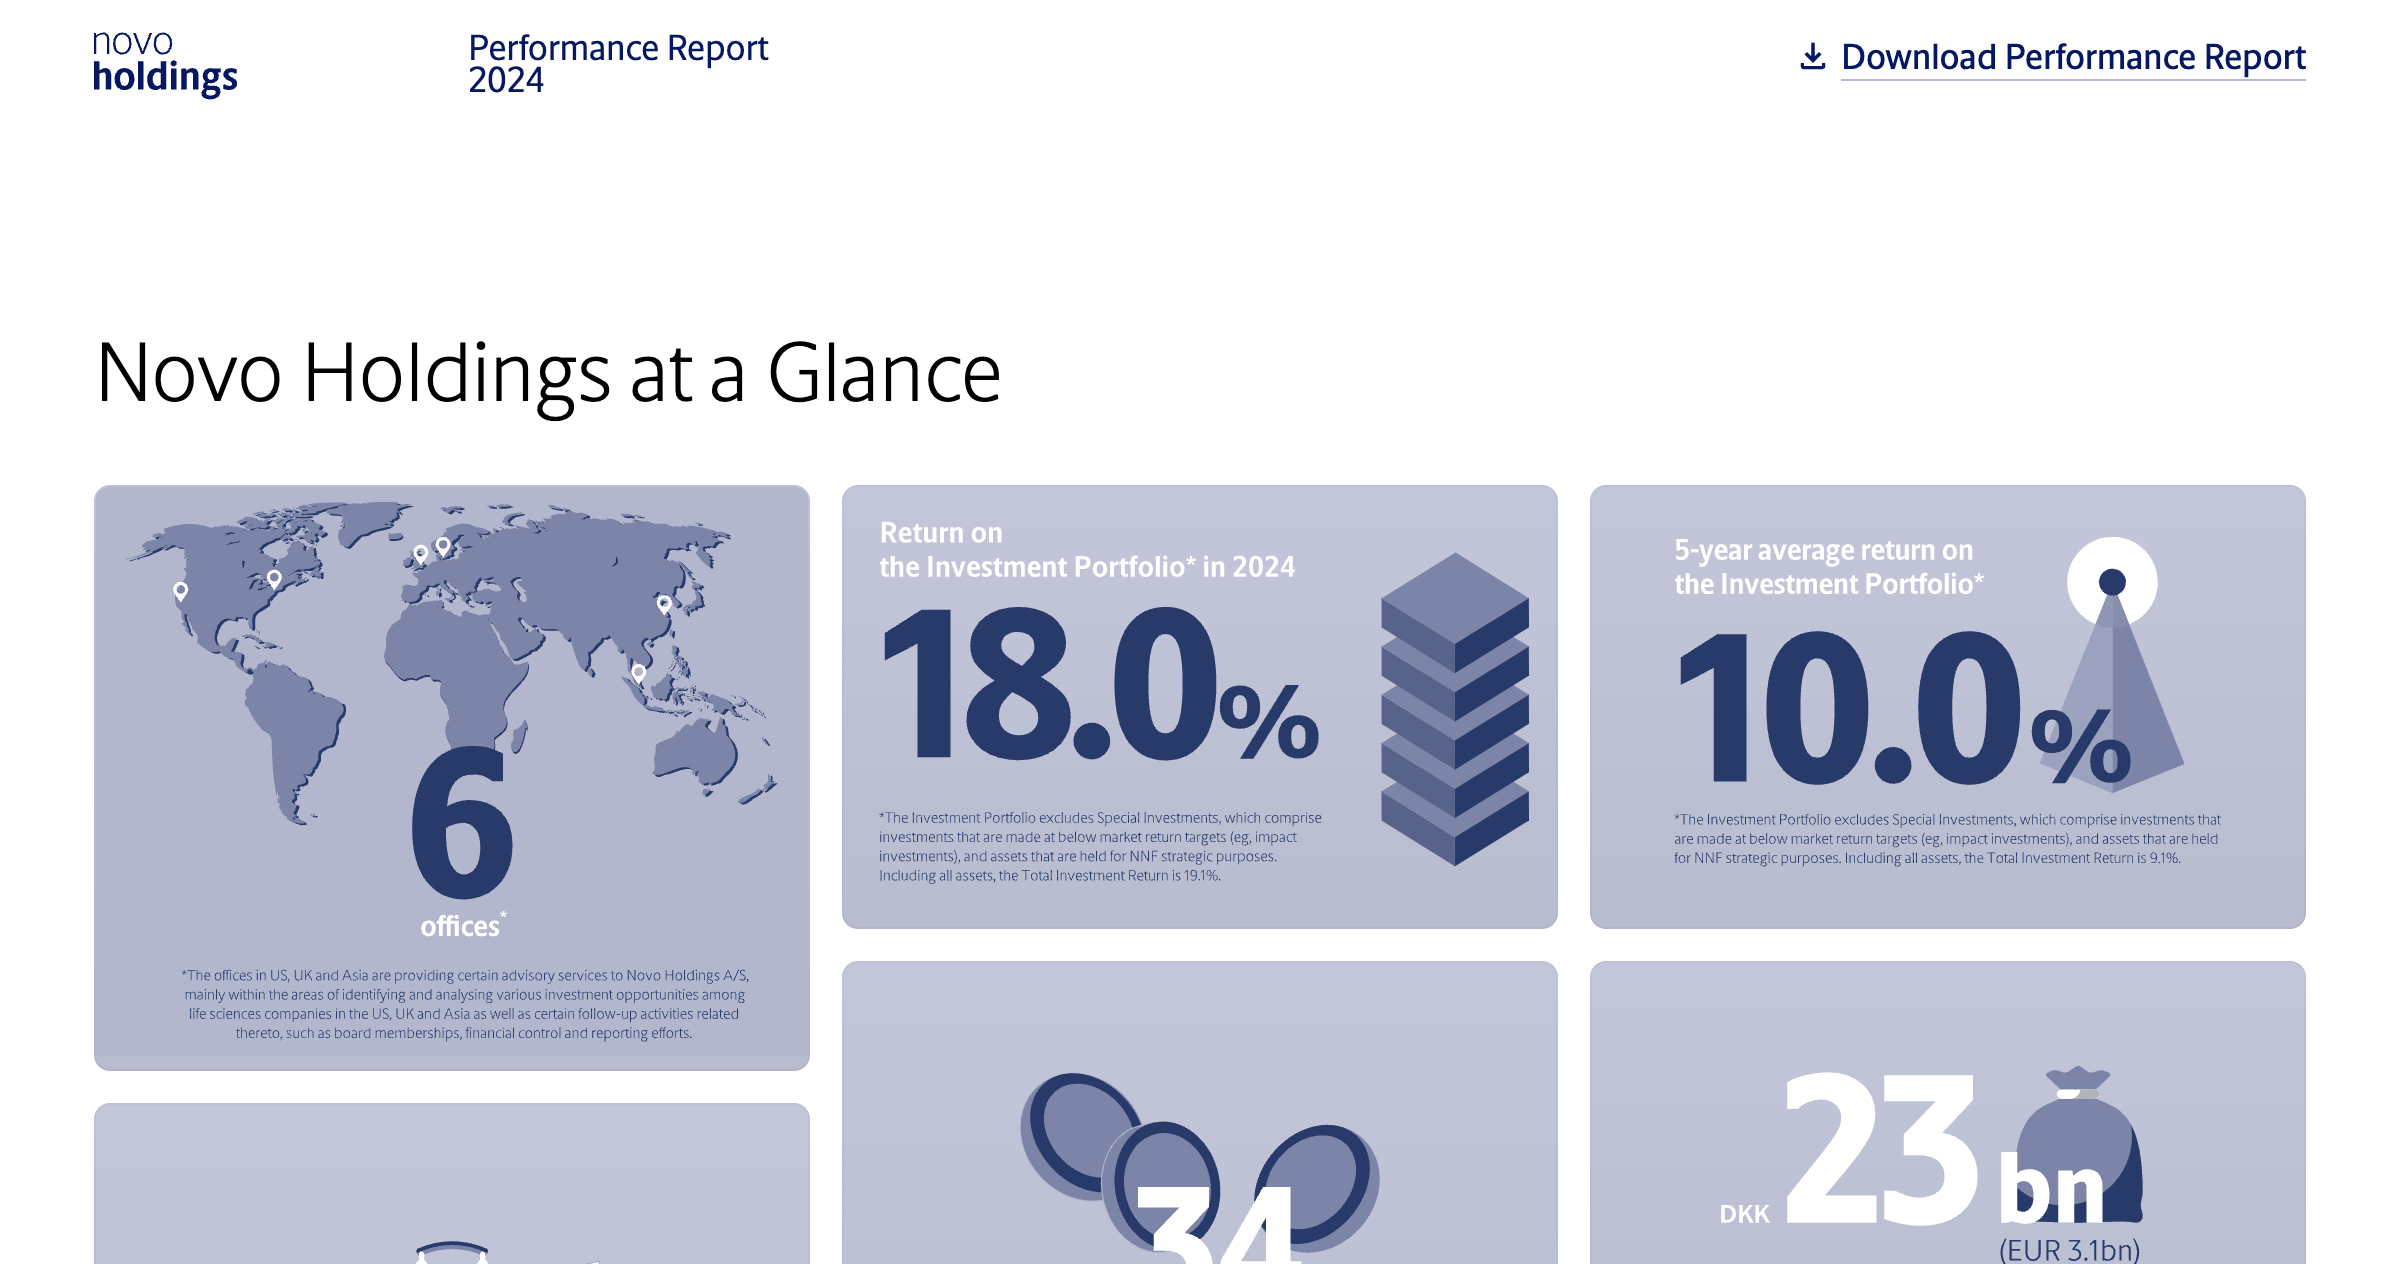 novo
holdings
Performance Report
2024
Download Performance Report
Novo Holdings at a Glance
6
offices*
*The offices in US, UK and Asia are providing certain advisory services to Novo Holdings A/S,
mainly within the areas of identifying and analysing various investment opportunities among
life sciences companies in the US, UK and Asia as well as certain follow-up activities related
thereto, such as board memberships, financial control and reporting efforts.
Return on
the Investment Portfolio* in 2024
18.0%
*The Investment Portfolio excludes Special Investments, which comprise
investments that are made at below market return targets (eg, impact
investments), and assets that are held for NNF strategic purposes.
Including all assets, the Total Investment Return is 19.1%.
5-year average return on
the Investment Portfolio*
10.0%
*The Investment Portfolio excludes Special Investments, which comprise investments that
are made at below market return targets (eg, impact investments), and assets that are held
for NNF strategic purposes. Including all assets, the Total Investment Return is 9.1%.
34
DKK 23 bn
(EUR 3.1bn)